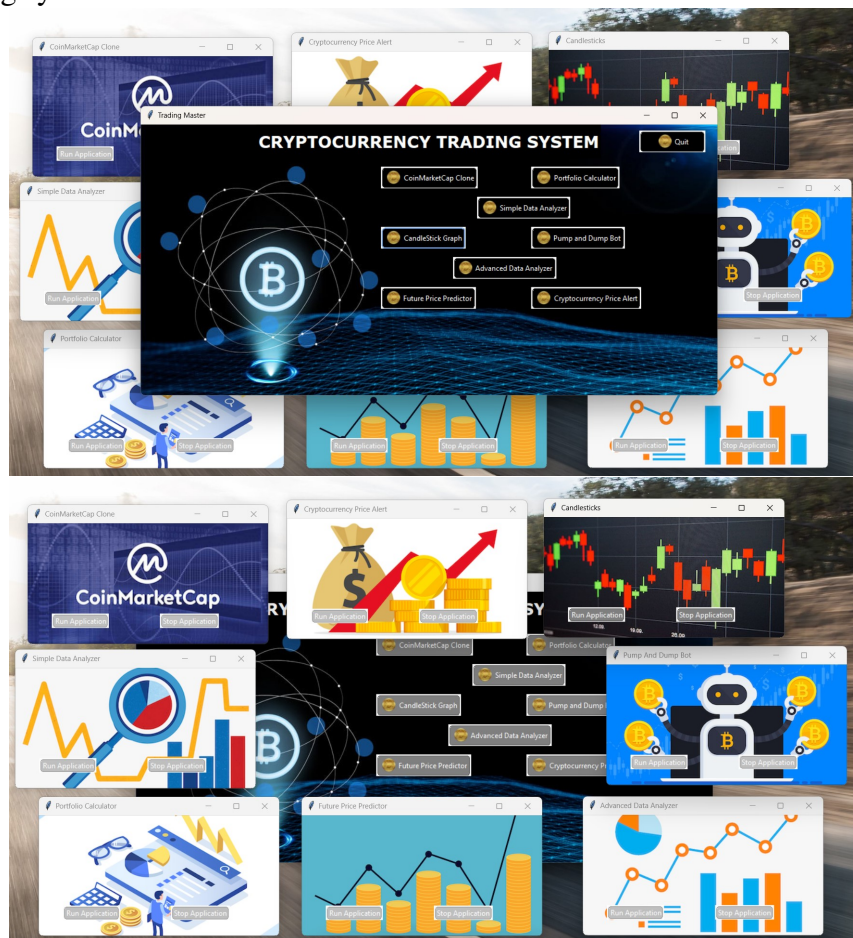 CoinMarketCap Clone
Cryptocurrency Price Alert
Candlesticks
Trading Master
CoinM
Run Application
CRYPTOCURRENCY TRADING SYSTEM
Quit
CoinMarketCap Clone
Portfolio Calculator
Simple Data Analyzer
Simple Data Analyzer
CandleStick Graph
Pump and Dump Bot
Advanced Data Analyzer
Run Application
Stop Application
Future Price Predictor
Cryptocurrency Price Alert
Portfolio Calculator
Run Application
Stop Application
Run Application
Stop Application
Run Application
Stop Application
CoinMarketCap Clone
Cryptocurrency Price Alert
Candlesticks
CoinMarketCap
Run Application
Stop Application
Run Application
Stop Application
Run Application
Stop Application
CoinMarketCap Clone
Portfolio Calculator
Simple Data Analyzer
Pump And Dump Bot
Simple Data Analyzer
CandleStick Graph
Pump and Dump
Advanced Data Analyzer
Run Application
Stop Application
Future Price Predictor
Cryptocurrency P
Run Application
Stop Application
Portfolio Calculator
Future Price Predictor
Advanced Data Analyzer
Run Application
Stop Application
Run Application
Stop Application
Run Application
Stop Application